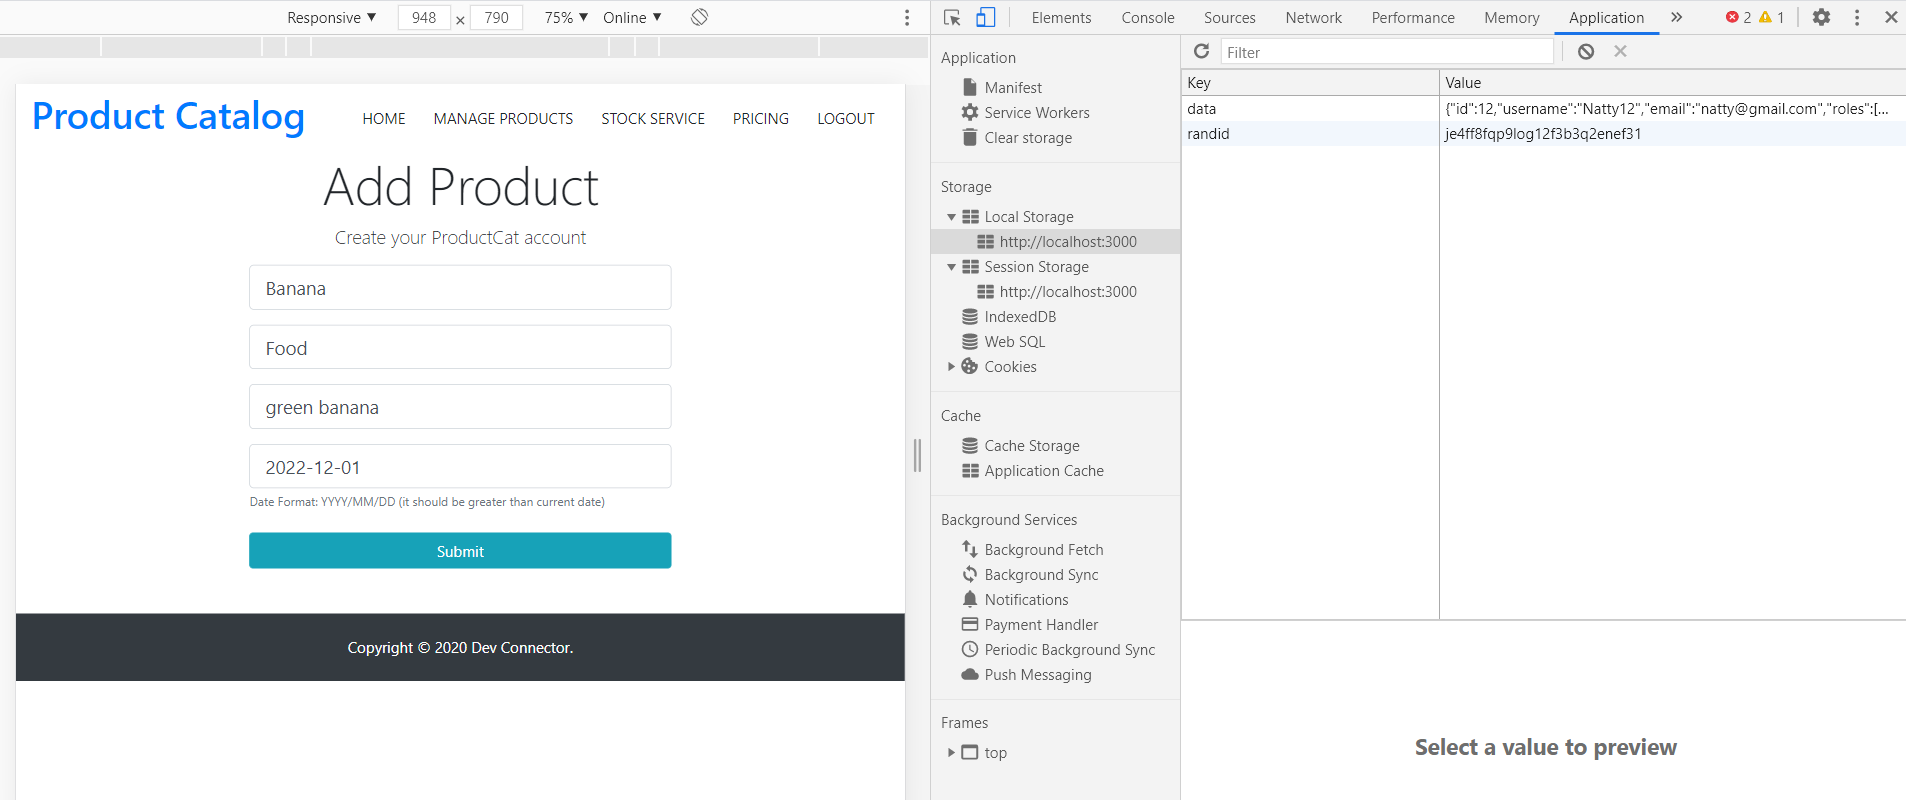 Responsive ▼ 948 × 790 75% ▼ Online ▼
Product Catalog
HOME MANAGE PRODUCTS STOCK SERVICE PRICING LOGOUT
Add Product
Create your ProductCat account
Banana
Food
green banana
2022-12-01
Date Format: YYYY/MM/DD (it should be greater than current date)
Submit
Copyright © 2020 Dev Connector.
Elements Console Sources Network Performance Memory Application » 2 1
Application
Manifest
Service Workers
Clear storage
Storage
Local Storage
http://localhost:3000
Session Storage
http://localhost:3000
IndexedDB
Web SQL
Cookies
Cache
Cache Storage
Application Cache
Background Services
Background Fetch
Background Sync
Notifications
Payment Handler
Periodic Background Sync
Push Messaging
Frames
top
Filter
Key Value
data {"id":12,"username":"Natty12","email":"natty@gmail.com","roles":[...
randid je4ff8fqp9log12f3b3q2enef31
Select a value to preview